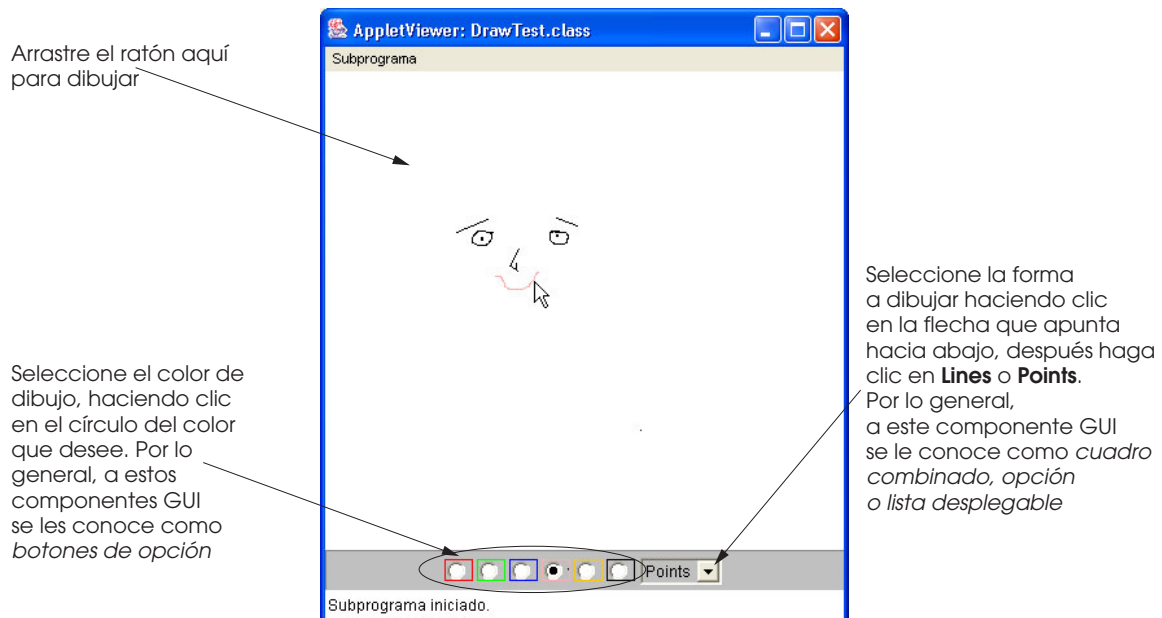 AppletViewer: DrawTest.class
Subprograma
Arrastre el ratón aquí
para dibujar
Seleccione la forma
a dibujar haciendo clic
en la flecha que apunta
hacia abajo, después haga
clic en Lines o Points.
Por lo general,
a este componente GUI
se le conoce como cuadro
combinado, opción
o lista desplegable
Seleccione el color de
dibujo, haciendo clic
en el círculo del color
que desee. Por lo
general, a estos
componentes GUI
se les conoce como
botones de opción
Points
Subprograma iniciado.